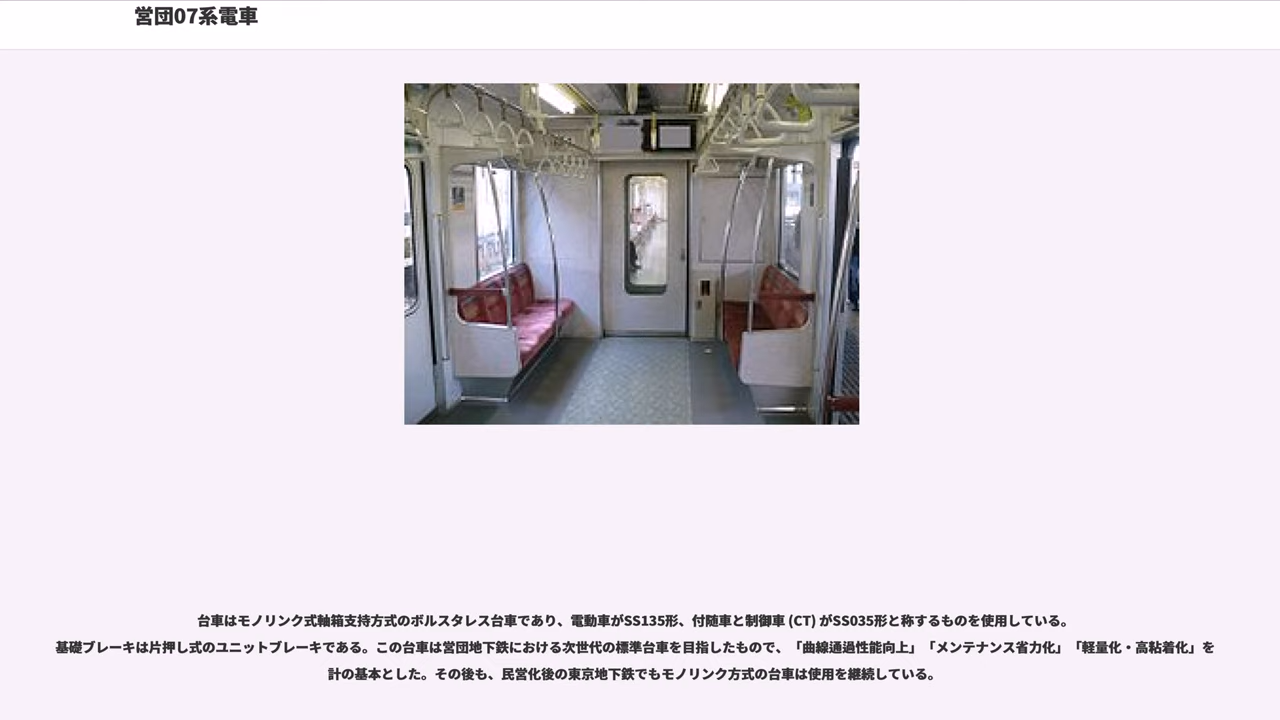 営団07系電車
台車はモノリンク式軸箱支持方式のボルスタレス台車であり、電動車がSS135形、付随車と制御車 (CT) がSS035形と称するものを使用している。
基礎ブレーキは片押し式のユニットブレーキである。この台車は営団地下鉄における次世代の標準台車を目指したもので、「曲線通過性能向上」「メンテナンス省力化」「軽量化・高粘着化」を
計の基本とした。その後も、民営化後の東京地下鉄でもモノリンク方式の台車は使用を継続している。